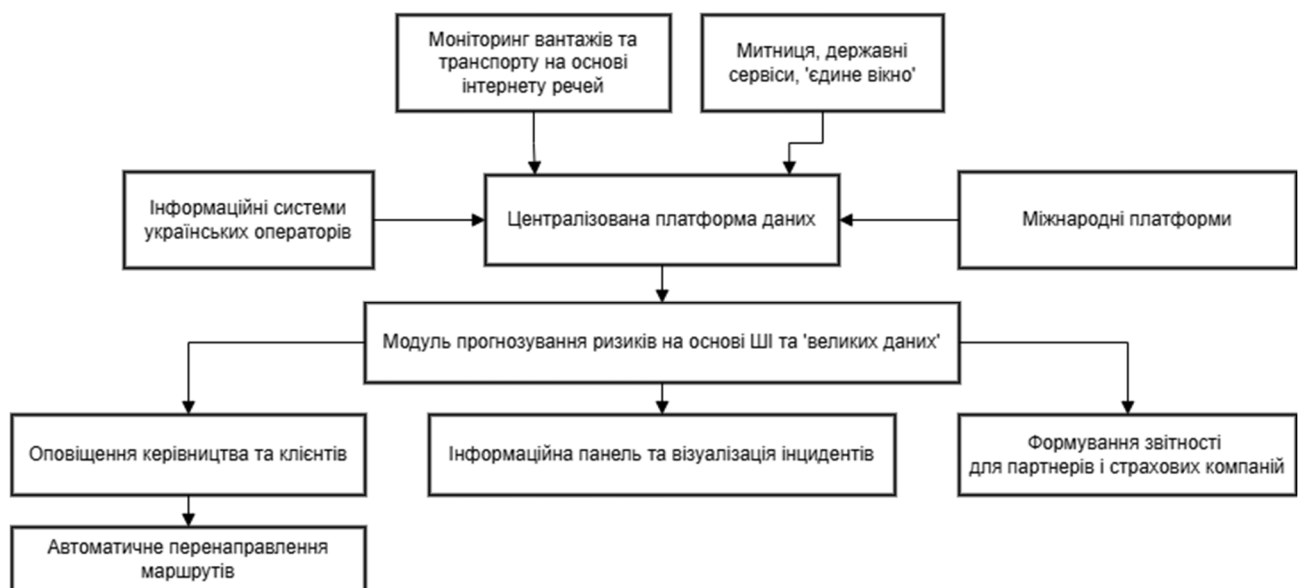 Моніторинг вантажів та
транспорту на основі
інтернету речей
Митниця, державні
сервіси, 'єдине вікно'
Інформаційні системи
українських операторів
Централізована платформа даних
Міжнародні платформи
Модуль прогнозування ризиків на основі ШІ та 'великих даних'
Оповіщення керівництва та клієнтів
Інформаційна панель та візуалізація інцидентів
Формування звітності
для партнерів і страхових компаній
Автоматичне перенаправлення
маршрутів